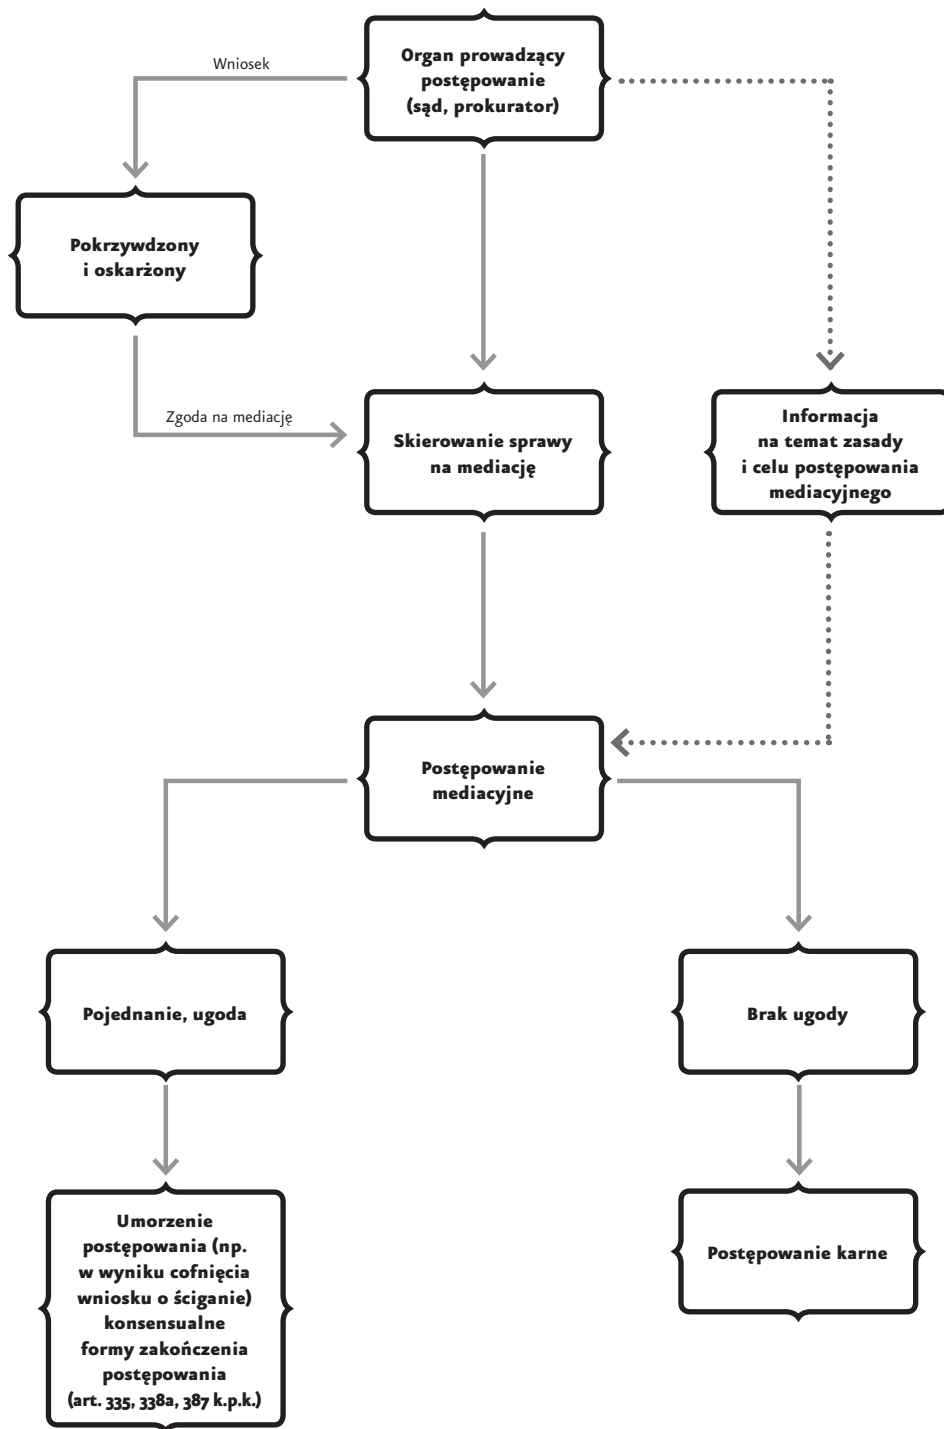 Organ prowadzący
postępowanie
(sąd, prokurator)
Wniosek
Pokrzywdzony
i oskarżony
Zgoda na mediację
Skierowanie sprawy
na mediację
Informacja
na temat zasady
i celu postępowania
mediacyjnego
Postępowanie
mediacyjne
Pojednanie, ugoda
Brak ugody
Umorzenie
postępowania (np.
w wyniku cofnięcia
wniosku o ściganie)
konsensualne
formy zakończenia
postępowania
(art. 335, 338a, 387 k.p.k.)
Postępowanie karne